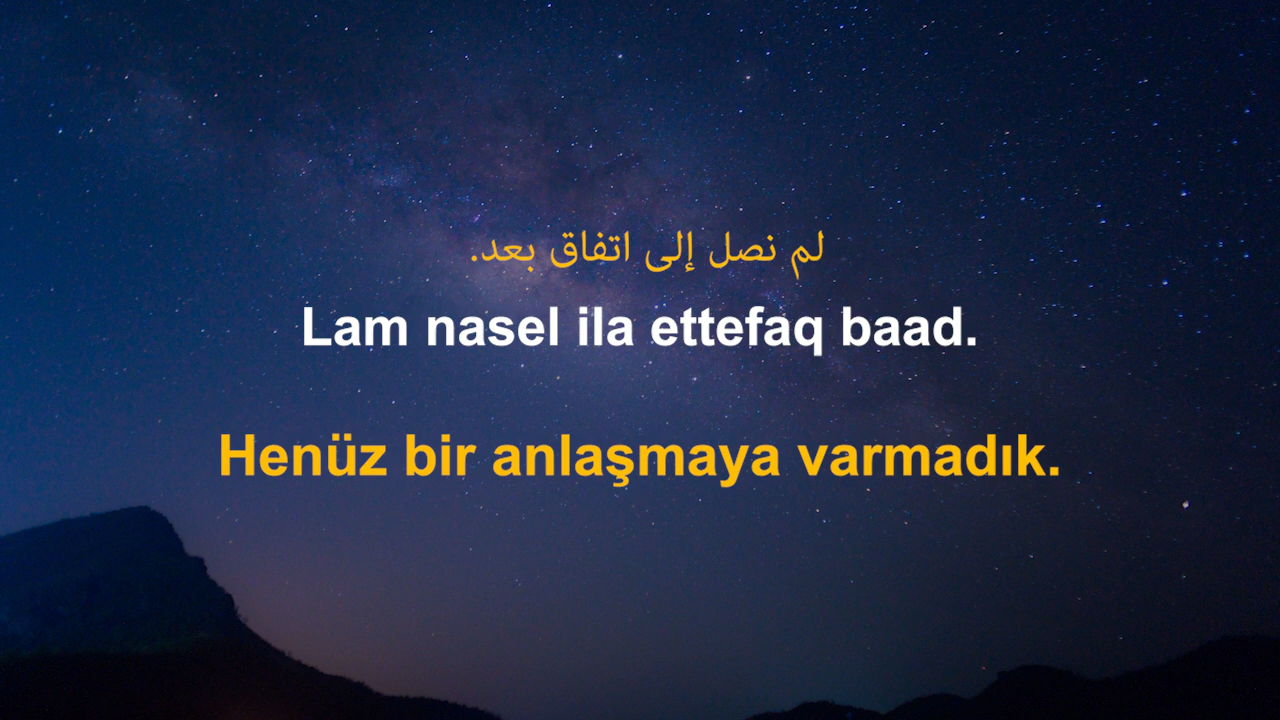 لم نصل إلى اتفاق بعد.
Lam nasel ila ettefaq baad.
Henüz bir anlaşmaya varmadık.